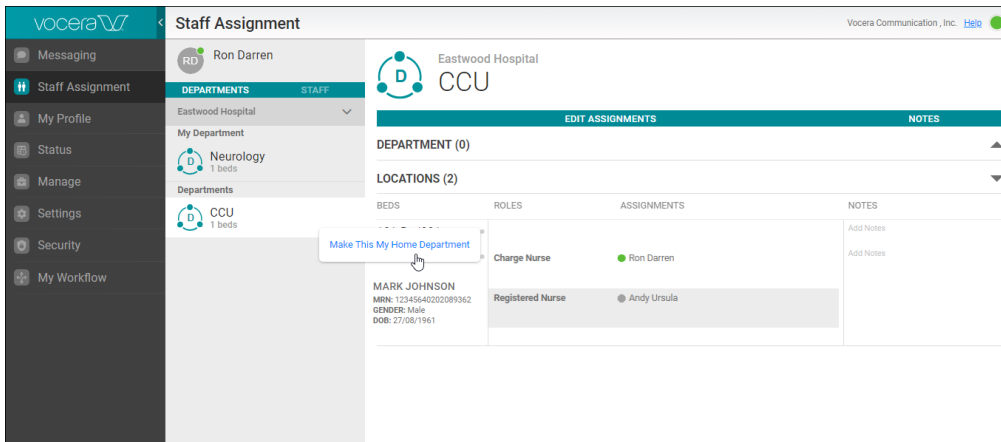 vocera
Staff Assignment
Vocera Communication , Inc. Help
Messaging
Staff Assignment
My Profile
Status
Manage
Settings
Security
My Workflow
RD
Ron Darren
DEPARTMENTS STAFF
Eastwood Hospital
My Department
D
Neurology
1 beds
Departments
D
CCU
1 beds
D
Eastwood Hospital
CCU
EDIT ASSIGNMENTS NOTES
DEPARTMENT (0)
LOCATIONS (2)
BEDS ROLES ASSIGNMENTS NOTES
Add Notes
Make This My Home Department
Charge Nurse Ron Darren Add Notes
MARK JOHNSON
MRN: 12345640202089362
GENDER: Male
DOB: 27/08/1961
Registered Nurse Andy Ursula